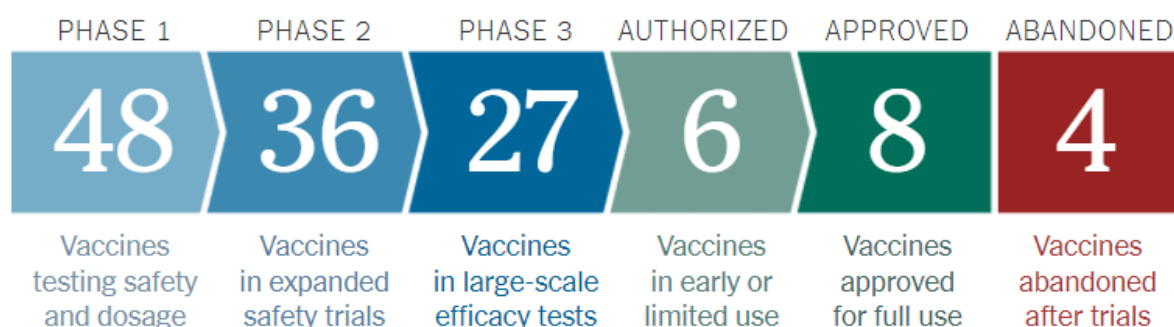 PHASE 1 PHASE 2 PHASE 3 AUTHORIZED APPROVED ABANDONED
48 36 27 6 8 4
Vaccines Vaccines Vaccines Vaccines Vaccines Vaccines
testing safety in expanded in large-scale in early or approved abandoned
and dosage safety trials efficacy tests limited use for full use after trials